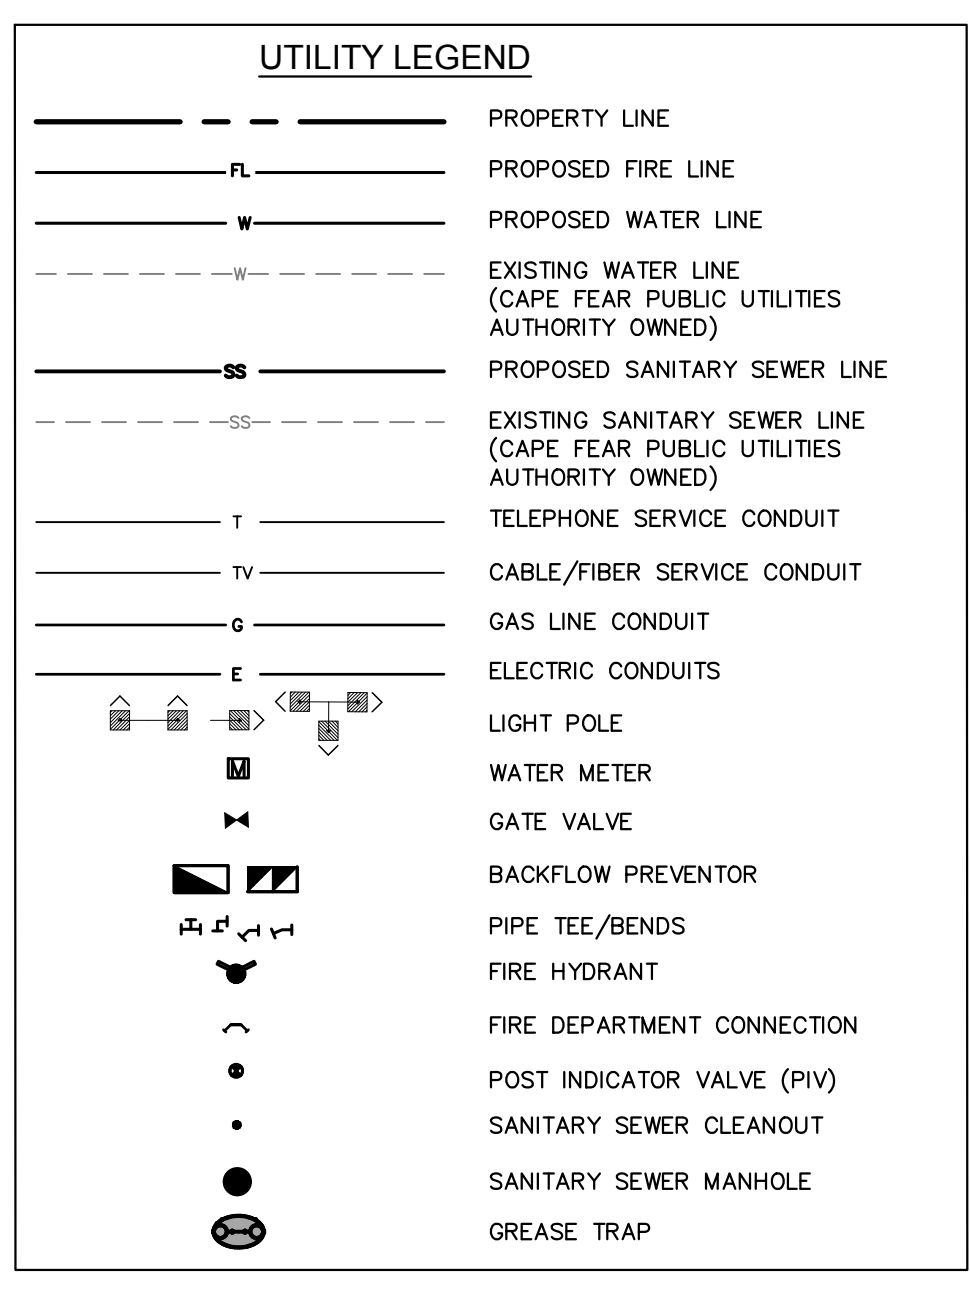 UTILITY LEGEND
PROPERTY LINE
FL PROPOSED FIRE LINE
W PROPOSED WATER LINE
W EXISTING WATER LINE
(CAPE FEAR PUBLIC UTILITIES
AUTHORITY OWNED)
SS PROPOSED SANITARY SEWER LINE
SS EXISTING SANITARY SEWER LINE
(CAPE FEAR PUBLIC UTILITIES
AUTHORITY OWNED)
T TELEPHONE SERVICE CONDUIT
TV CABLE/FIBER SERVICE CONDUIT
G GAS LINE CONDUIT
E ELECTRIC CONDUITS
LIGHT POLE
M WATER METER
GATE VALVE
BACKFLOW PREVENTOR
PIPE TEE/BENDS
FIRE HYDRANT
FIRE DEPARTMENT CONNECTION
POST INDICATOR VALVE (PIV)
SANITARY SEWER CLEANOUT
SANITARY SEWER MANHOLE
GREASE TRAP